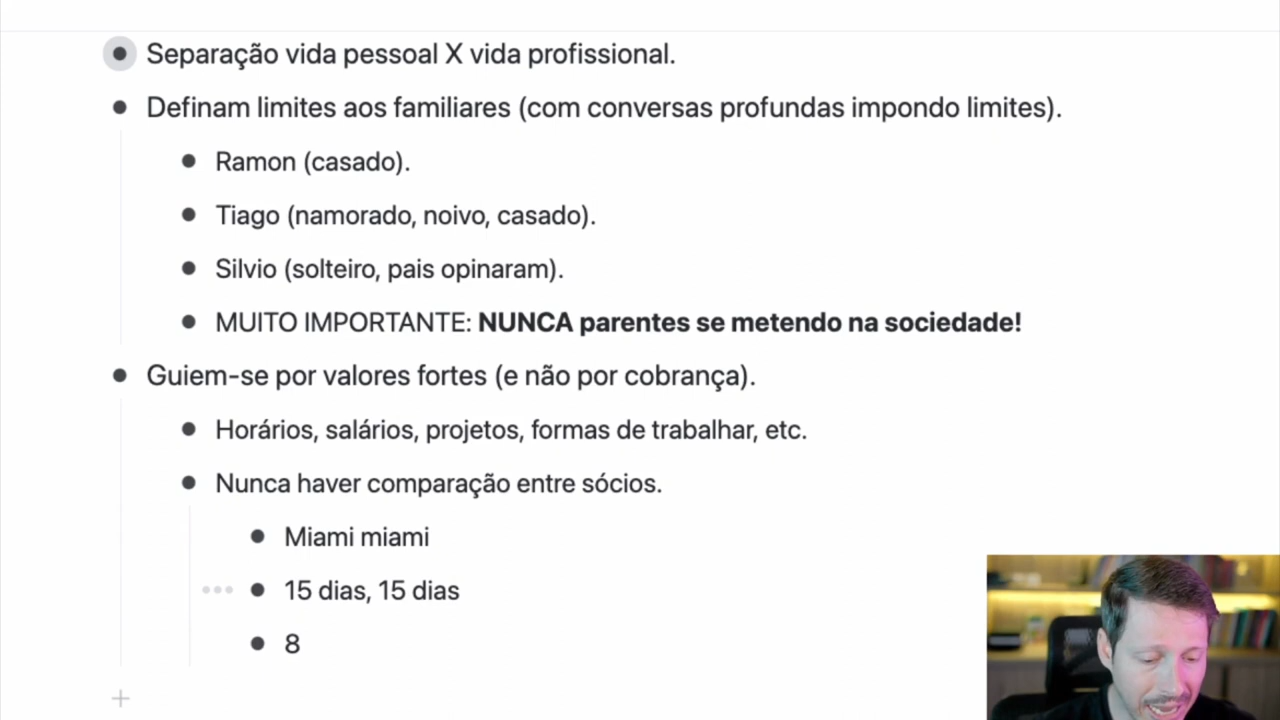 Separação vida pessoal X vida profissional.
Definam limites aos familiares (com conversas profundas impondo limites).
Ramon (casado).
Tiago (namorado, noivo, casado).
Silvio (solteiro, pais opinaram).
MUITO IMPORTANTE: NUNCA parentes se metendo na sociedade!
Guiem-se por valores fortes (e não por cobrança).
Horários, salários, projetos, formas de trabalhar, etc.
Nunca haver comparação entre sócios.
Miami miami
15 dias, 15 dias
8